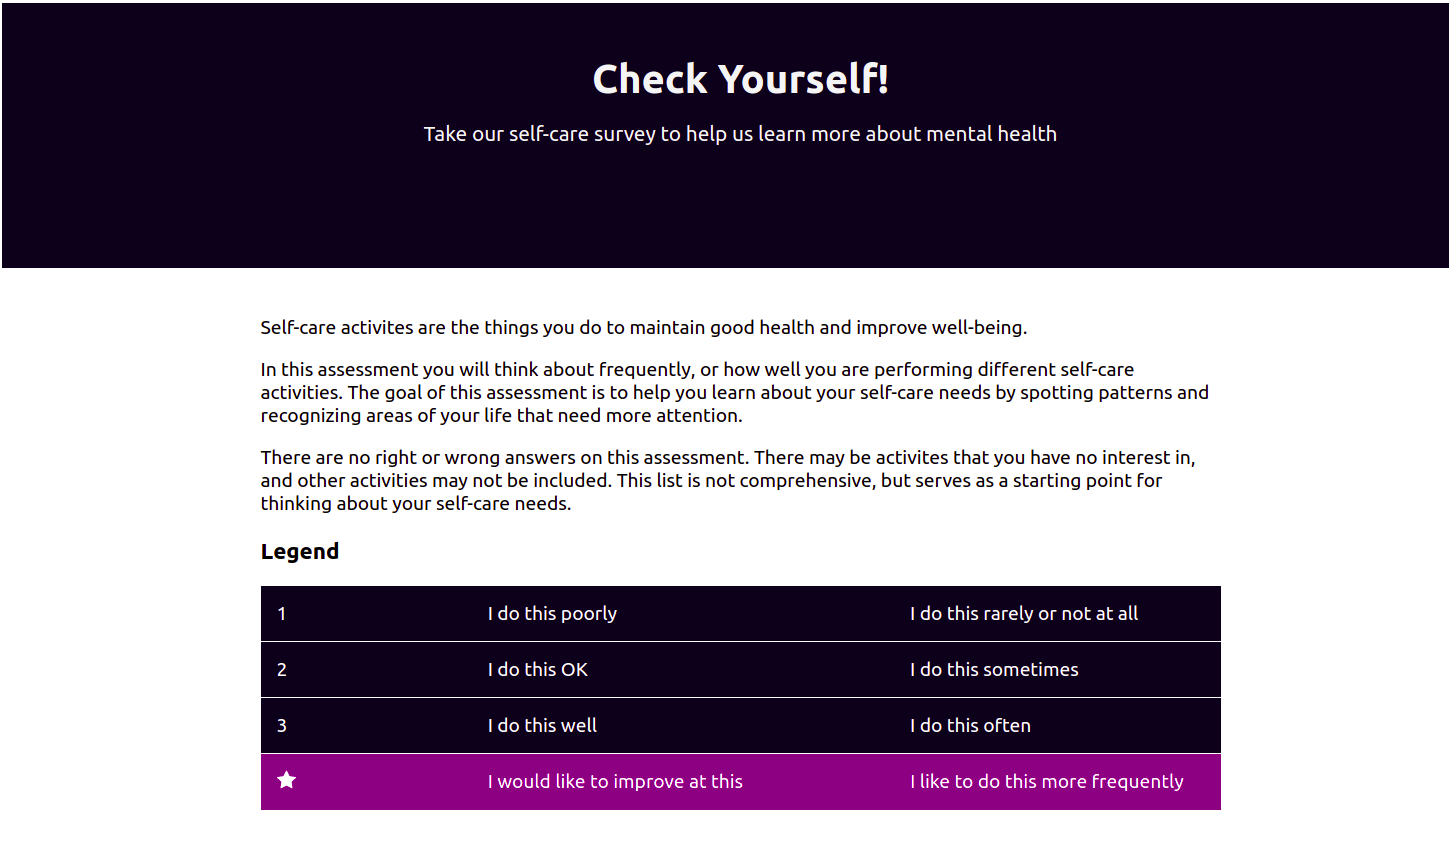 Check Yourself!
Take our self-care survey to help us learn more about mental health
Self-care activites are the things you do to maintain good health and improve well-being.
In this assessment you will think about frequently, or how well you are performing different self-care
activities. The goal of this assessment is to help you learn about your self-care needs by spotting patterns and
recognizing areas of your life that need more attention.
There are no right or wrong answers on this assessment. There may be activites that you have no interest in,
and other activities may not be included. This list is not comprehensive, but serves as a starting point for
thinking about your self-care needs.
Legend
1 I do this poorly I do this rarely or not at all
2 I do this OK I do this sometimes
3 I do this well I do this often
★ I would like to improve at this I like to do this more frequently